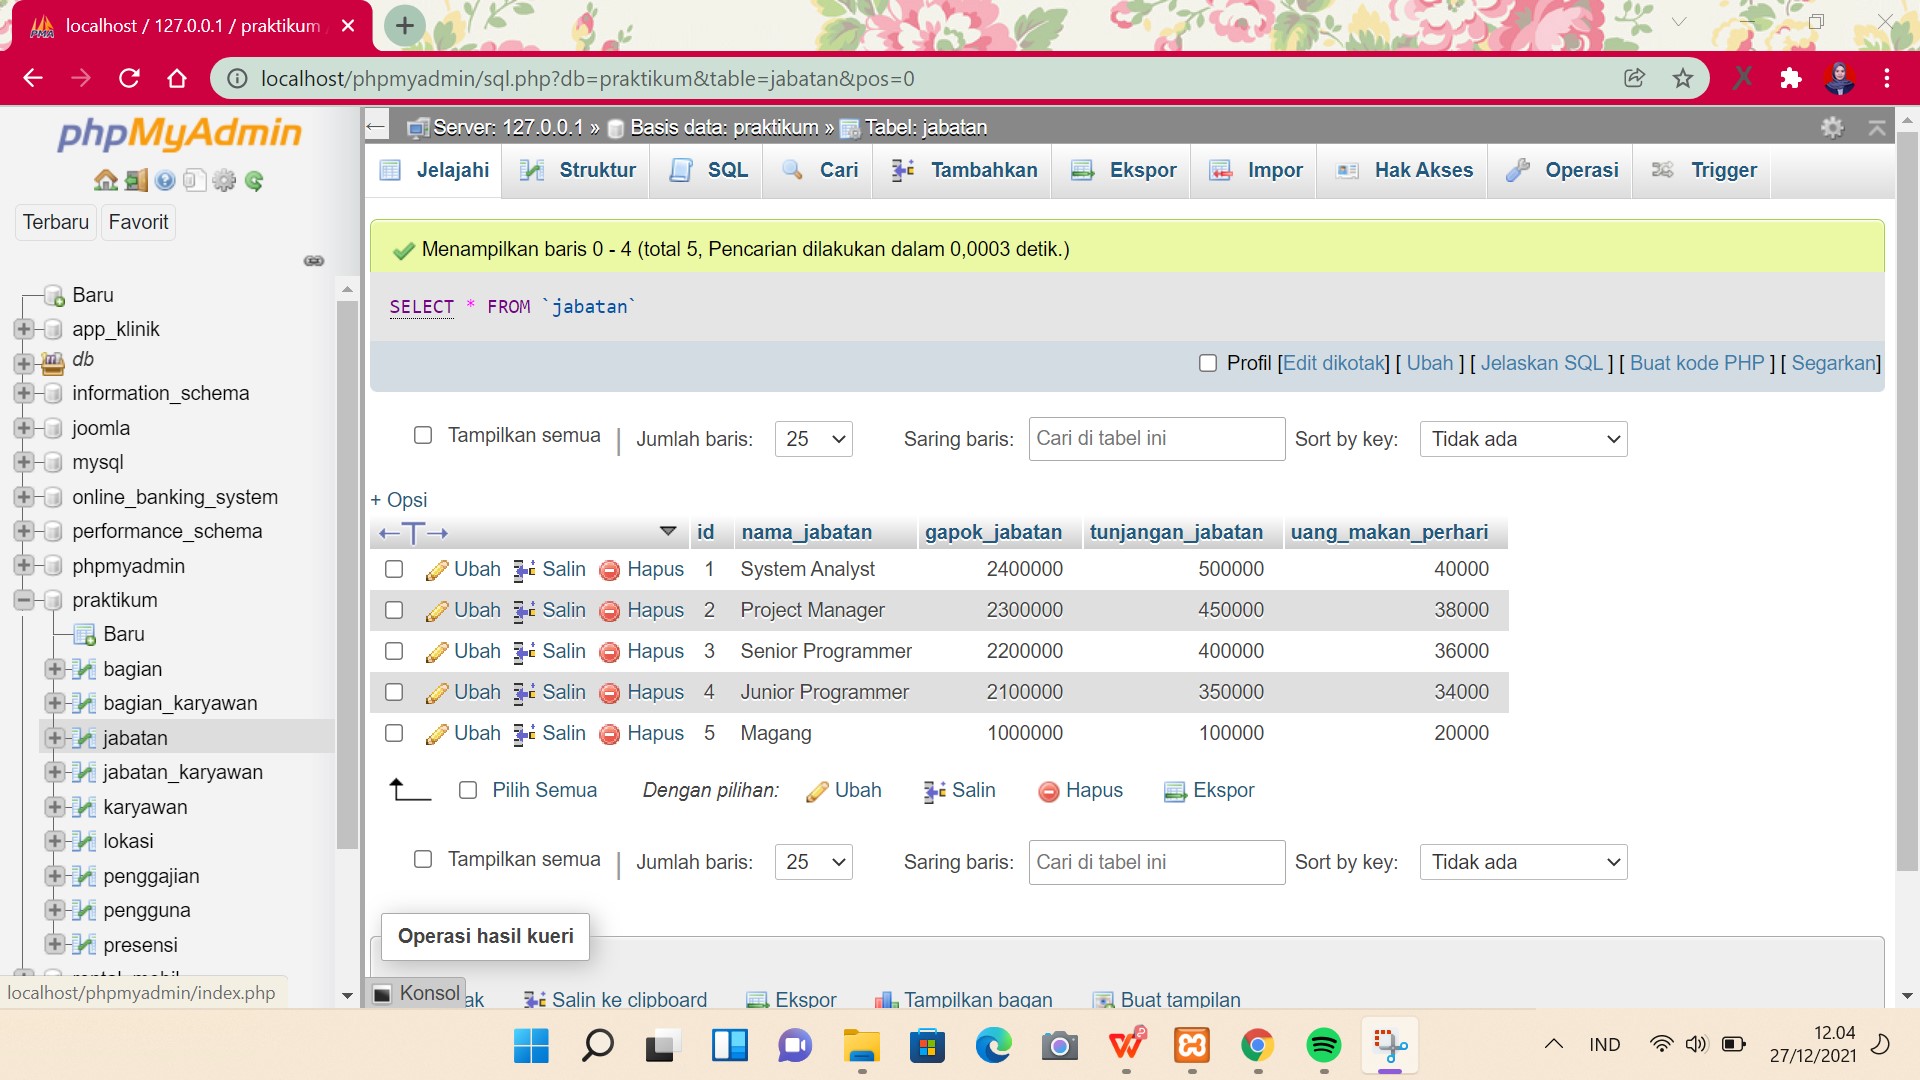 localhost / 127.0.0.1 / praktikum
localhost/phpmyadmin/sql.php?db=praktikum&table=jabatan&pos=0
phpMyAdmin
Terbaru
Favorit
Baru
app_klinik
db
information_schema
joomla
mysql
online_banking_system
performance_schema
phpmyadmin
praktikum
Baru
bagian
bagian_karyawan
jabatan
jabatan_karyawan
karyawan
lokasi
penggajian
pengguna
presensi
localhost/phpmyadmin/index.php
Server: 127.0.0.1 » Basis data: praktikum » Tabel: jabatan
Jelajahi Struktur SQL Cari Tambahkan Ekspor Impor Hak Akses Operasi Trigger
Menampilkan baris 0 - 4 (total 5, Pencarian dilakukan dalam 0,0003 detik.)
SELECT * FROM `jabatan`
Profil [Edit dikotak] [ Ubah ] [ Jelaskan SQL ] [ Buat kode PHP ] [ Segarkan]
Tampilkan semua | Jumlah baris: 25 Saring baris: Cari di tabel ini Sort by key: Tidak ada
+ Opsi
←T→ id nama_jabatan gapok_jabatan tunjangan_jabatan uang_makan_perhari
Ubah Salin Hapus 1 System Analyst 2400000 500000 40000
Ubah Salin Hapus 2 Project Manager 2300000 450000 38000
Ubah Salin Hapus 3 Senior Programmer 2200000 400000 36000
Ubah Salin Hapus 4 Junior Programmer 2100000 350000 34000
Ubah Salin Hapus 5 Magang 1000000 100000 20000
Pilih Semua Dengan pilihan: Ubah Salin Hapus Ekspor
Tampilkan semua | Jumlah baris: 25 Saring baris: Cari di tabel ini Sort by key: Tidak ada
Operasi hasil kueri
Konsol
ak Salin ke clipboard Ekspor Tampilkan bagan Buat tampilan
IND
12.04
27/12/2021